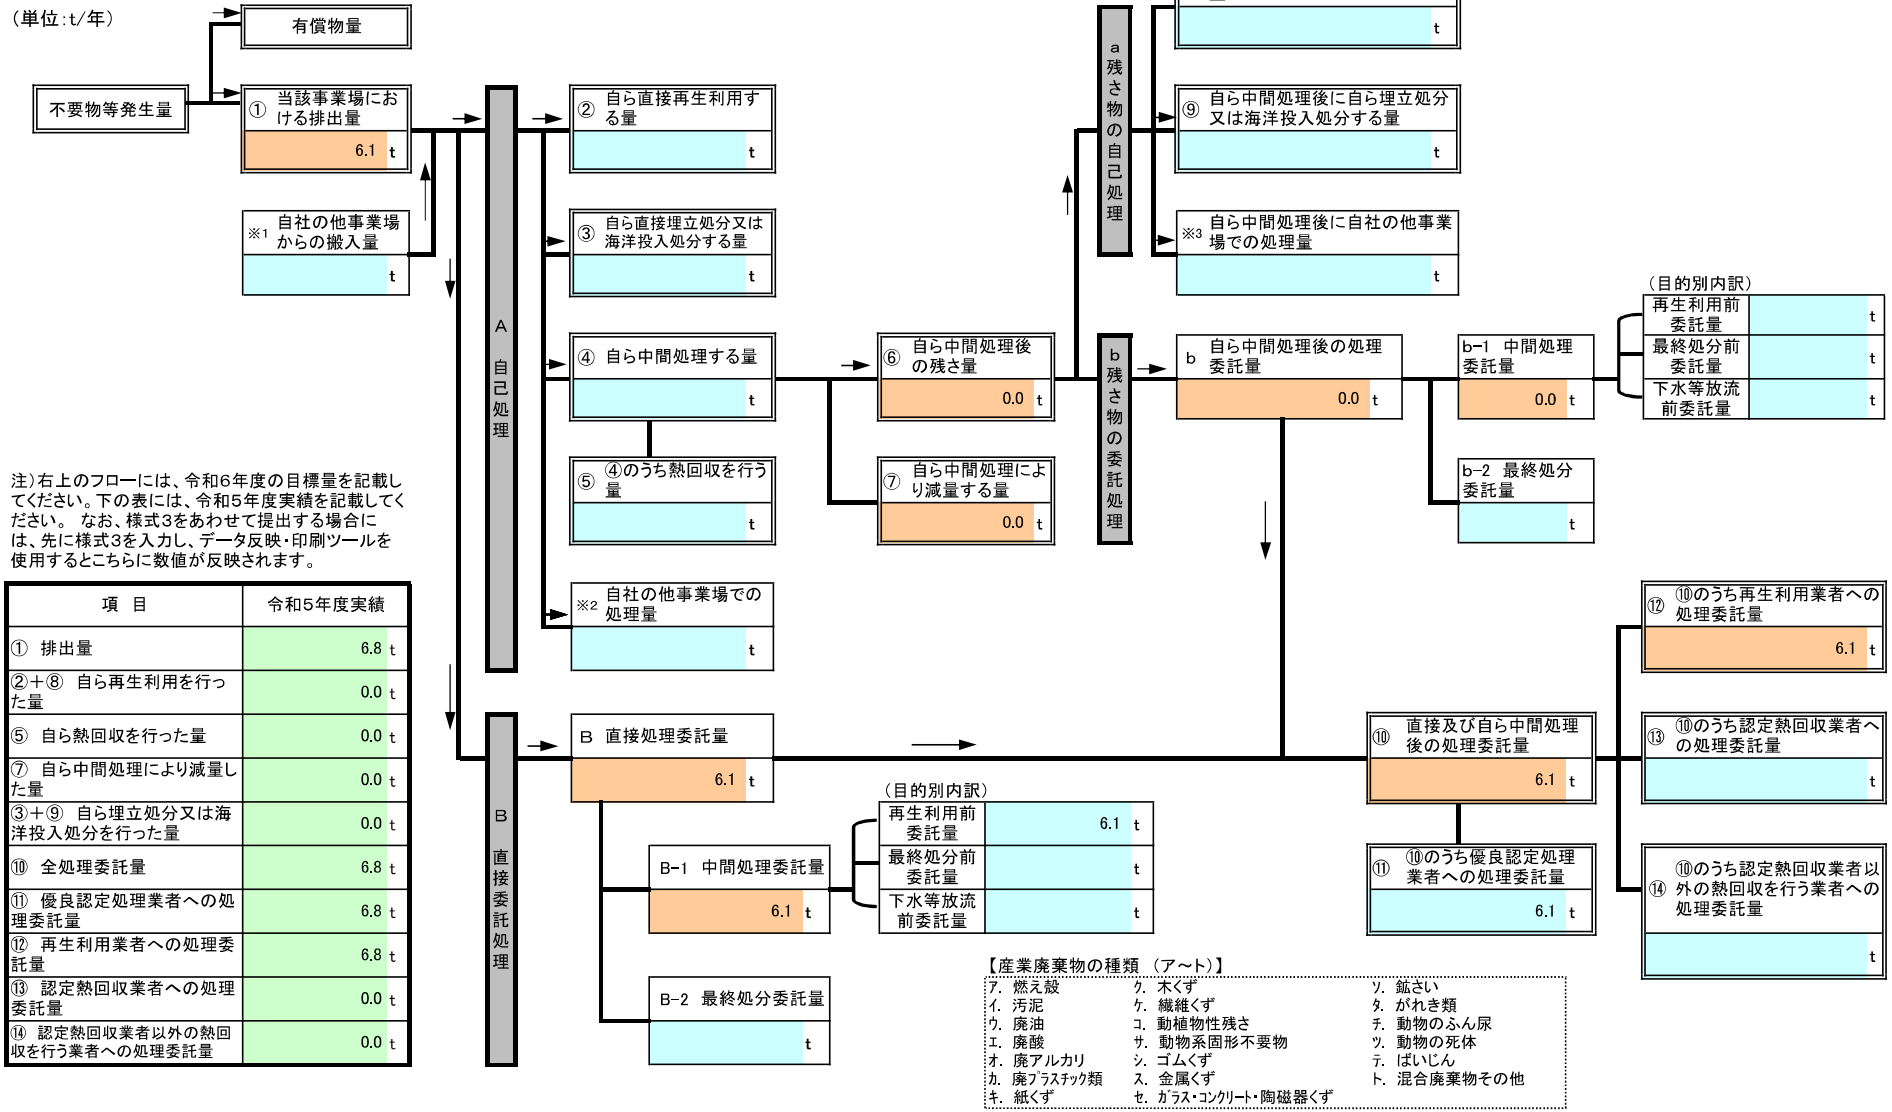 （単位：t/年）
有償物量
不要物等発生量
① 当該事業場にお
ける排出量
6.1 t
※1 自社の他事業場
からの搬入量
t
A 自己処理
② 自ら直接再生利用す
る量
t
③ 自ら直接埋立処分又は
海洋投入処分する量
t
④ 自ら中間処理する量
t
⑤ ④のうち熱回収を行う
量
t
※2 自社の他事業場での
処理量
t
⑥ 自ら中間処理後
の残さ量
0.0 t
⑦ 自ら中間処理によ
り減量する量
0.0 t
a 残さ物の自己処理
t
⑨ 自ら中間処理後に自ら埋立処分
又は海洋投入処分する量
t
※3 自ら中間処理後に自社の他事業
場での処理量
t
b 残さ物の委託処理
b 自ら中間処理後の処理
委託量
0.0 t
b-1 中間処理
委託量
0.0 t
b-2 最終処分
委託量
t
（目的別内訳）
再生利用前
委託量
t
最終処分前
委託量
t
下水等放流
前委託量
t
注）右上のフローには、令和６年度の目標量を記載し
てください。下の表には、令和５年度実績を記載してく
ださい。 なお、様式３をあわせて提出する場合に
は、先に様式３を入力し、データ反映・印刷ツールを
使用するとこちらに数値が反映されます。
項 目 令和５年度実績
① 排出量 6.8 t
②＋⑧ 自ら再生利用を行っ
た量 0.0 t
⑤ 自ら熱回収を行った量 0.0 t
⑦ 自ら中間処理により減量し
た量 0.0 t
③＋⑨ 自ら埋立処分又は海
洋投入処分を行った量 0.0 t
⑩ 全処理委託量 6.8 t
⑪ 優良認定処理業者への処
理委託量 6.8 t
⑫ 再生利用業者への処理委
託量 6.8 t
⑬ 認定熱回収業者への処理
委託量 0.0 t
⑭ 認定熱回収業者以外の熱回
収を行う業者への処理委託量 0.0 t
B 直接委託処理
B 直接処理委託量
6.1 t
B-1 中間処理委託量
6.1 t
B-2 最終処分委託量
t
（目的別内訳）
再生利用前
委託量
6.1 t
最終処分前
委託量
t
下水等放流
前委託量
t
⑩ 直接及び自ら中間処理
後の処理委託量
6.1 t
⑪ ⑩のうち優良認定処理
業者への処理委託量
6.1 t
⑫ ⑩のうち再生利用業者への
処理委託量
6.1 t
⑬ ⑩のうち認定熱回収業者へ
の処理委託量
t
⑭ ⑩のうち認定熱回収業者以
外の熱回収を行う業者への
処理委託量
t
【産業廃棄物の種類 （ア～ト）】
ア. 燃え殻 ク. 木くず ソ. 鉱さい
イ. 汚泥 ケ. 繊維くず タ. がれき類
ウ. 廃油 コ. 動植物性残さ チ. 動物のふん尿
エ. 廃酸 サ. 動物系固形不要物 ツ. 動物の死体
オ. 廃アルカリ シ. ゴムくず テ. ばいじん
カ. 廃プラスチック類 ス. 金属くず ト. 混合廃棄物その他
キ. 紙くず セ. ガラス・コンクリート・陶磁器くず